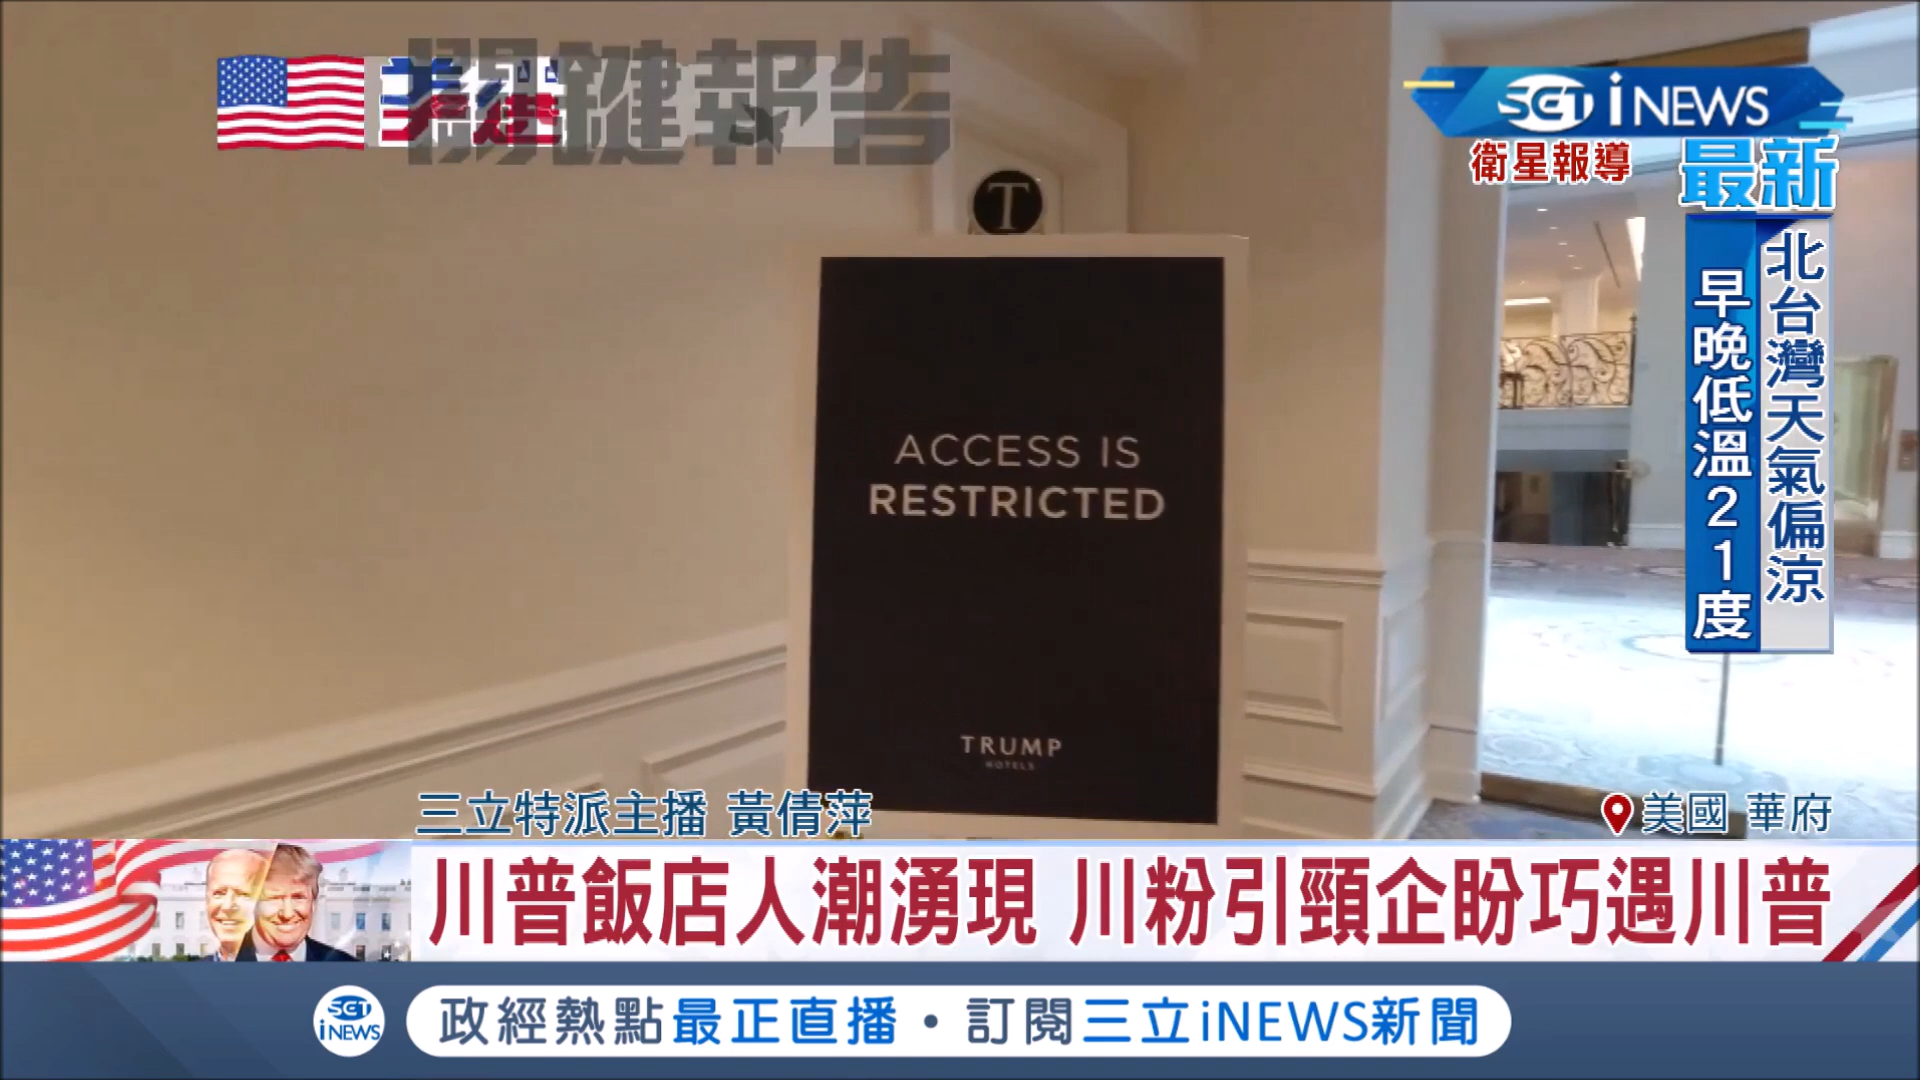 關鍵報告
SET iNEWS
衛星報導
最新
北台灣天氣偏涼
早晚低溫21度
T
ACCESS IS
RESTRICTED
TRUMP
HOTELS
三立特派主播 黃倩萍
美國 華府
川普飯店人潮湧現 川粉引頸企盼巧遇川普
SET
iNEWS
政經熱點最正直播・訂閱三立iNEWS新聞